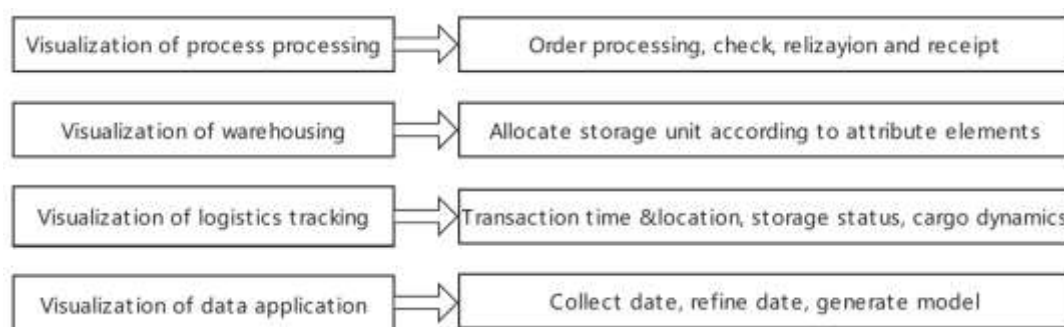 Visualization of process processing
Order processing, check, relizayion and receipt
Visualization of warehousing
Allocate storage unit according to attribute elements
Visualization of logistics tracking
Transaction time &location, storage status, cargo dynamics
Visualization of data application
Collect date, refine date, generate model